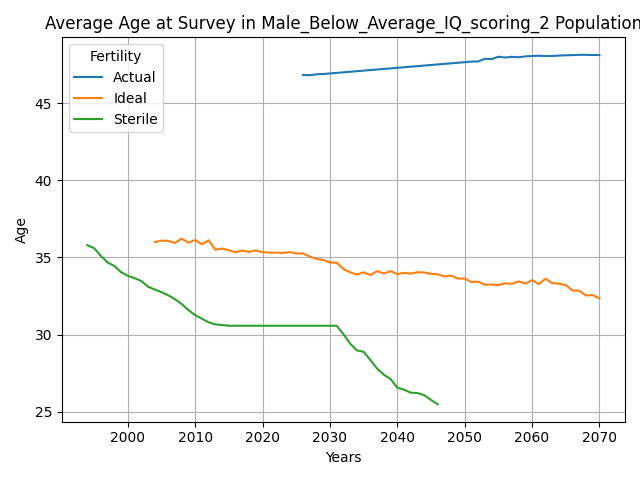 Average Age at Survey in Male_Below_Average_IQ_scoring_2 Population
Fertility
Actual
Ideal
Sterile
45
40
35
30
25
Age
2000 2010 2020 2030 2040 2050 2060 2070
Years